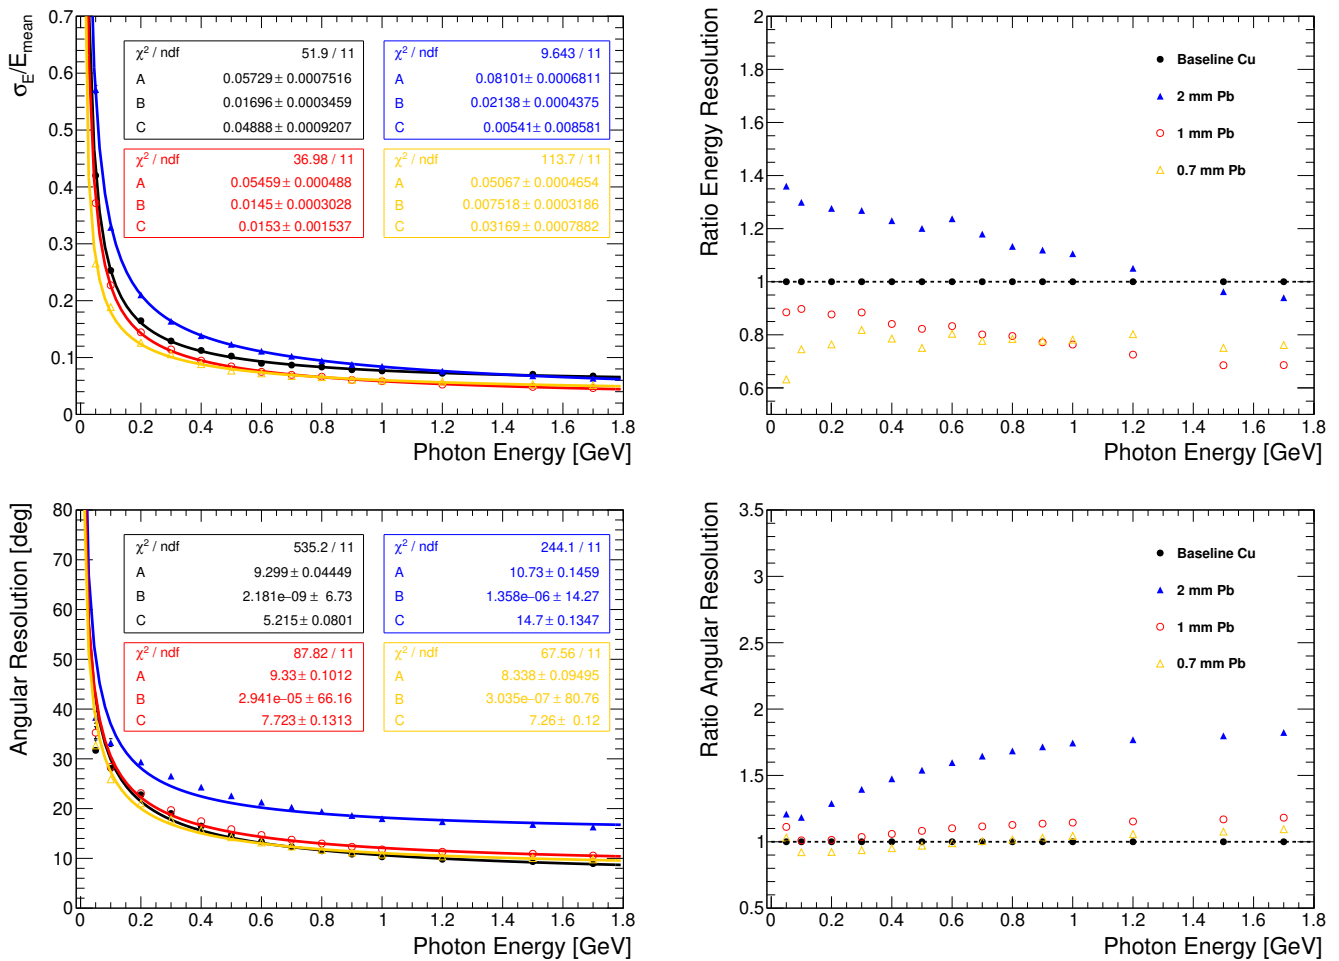 σ_E/E_mean
0.7
0.6
0.5
0.4
0.3
0.2
0.1
0
χ² / ndf 51.9 / 11
A 0.05729 ± 0.0007516
B 0.01696 ± 0.0003459
C 0.04888 ± 0.0009207
χ² / ndf 9.643 / 11
A 0.08101 ± 0.0006811
B 0.02138 ± 0.0004375
C 0.00541 ± 0.008581
χ² / ndf 36.98 / 11
A 0.05459 ± 0.000488
B 0.0145 ± 0.0003028
C 0.0153 ± 0.001537
χ² / ndf 113.7 / 11
A 0.05067 ± 0.0004654
B 0.007518 ± 0.0003186
C 0.03169 ± 0.0007882
0 0.2 0.4 0.6 0.8 1 1.2 1.4 1.6 1.8
Photon Energy [GeV]
Ratio Energy Resolution
2
1.8
1.6
1.4
1.2
1
0.8
0.6
Baseline Cu
2 mm Pb
1 mm Pb
0.7 mm Pb
0 0.2 0.4 0.6 0.8 1 1.2 1.4 1.6 1.8
Photon Energy [GeV]
Angular Resolution [deg]
80
70
60
50
40
30
20
10
0
χ² / ndf 535.2 / 11
A 9.299 ± 0.04449
B 2.181e–09 ± 6.73
C 5.215 ± 0.0801
χ² / ndf 244.1 / 11
A 10.73 ± 0.1459
B 1.358e–06 ± 14.27
C 14.7 ± 0.1347
χ² / ndf 87.82 / 11
A 9.33 ± 0.1012
B 2.941e–05 ± 66.16
C 7.723 ± 0.1313
χ² / ndf 67.56 / 11
A 8.338 ± 0.09495
B 3.035e–07 ± 80.76
C 7.26 ± 0.12
0 0.2 0.4 0.6 0.8 1 1.2 1.4 1.6 1.8
Photon Energy [GeV]
Ratio Angular Resolution
3.5
3
2.5
2
1.5
1
0.5
Baseline Cu
2 mm Pb
1 mm Pb
0.7 mm Pb
0 0.2 0.4 0.6 0.8 1 1.2 1.4 1.6 1.8
Photon Energy [GeV]